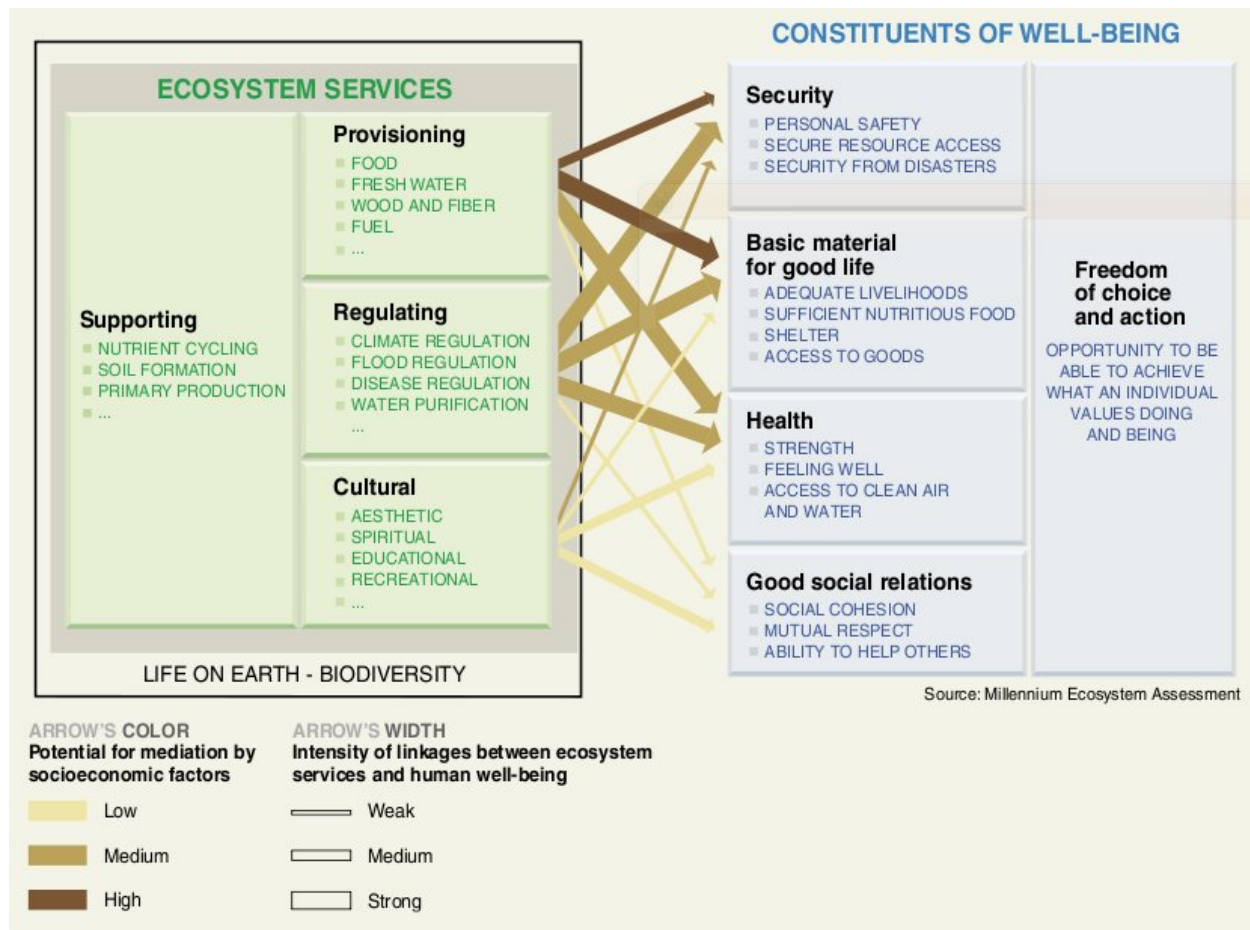 CONSTITUENTS OF WELL-BEING
ECOSYSTEM SERVICES
Supporting
NUTRIENT CYCLING
SOIL FORMATION
PRIMARY PRODUCTION
...
Provisioning
FOOD
FRESH WATER
WOOD AND FIBER
FUEL
...
Regulating
CLIMATE REGULATION
FLOOD REGULATION
DISEASE REGULATION
WATER PURIFICATION
...
Cultural
AESTHETIC
SPIRITUAL
EDUCATIONAL
RECREATIONAL
...
LIFE ON EARTH - BIODIVERSITY
Security
PERSONAL SAFETY
SECURE RESOURCE ACCESS
SECURITY FROM DISASTERS
Basic material
for good life
ADEQUATE LIVELIHOODS
SUFFICIENT NUTRITIOUS FOOD
SHELTER
ACCESS TO GOODS
Health
STRENGTH
FEELING WELL
ACCESS TO CLEAN AIR
AND WATER
Good social relations
SOCIAL COHESION
MUTUAL RESPECT
ABILITY TO HELP OTHERS
Freedom
of choice
and action
OPPORTUNITY TO BE
ABLE TO ACHIEVE
WHAT AN INDIVIDUAL
VALUES DOING
AND BEING
Source: Millennium Ecosystem Assessment
ARROW'S COLOR
Potential for mediation by
socioeconomic factors
Low
Medium
High
ARROW'S WIDTH
Intensity of linkages between ecosystem
services and human well-being
Weak
Medium
Strong